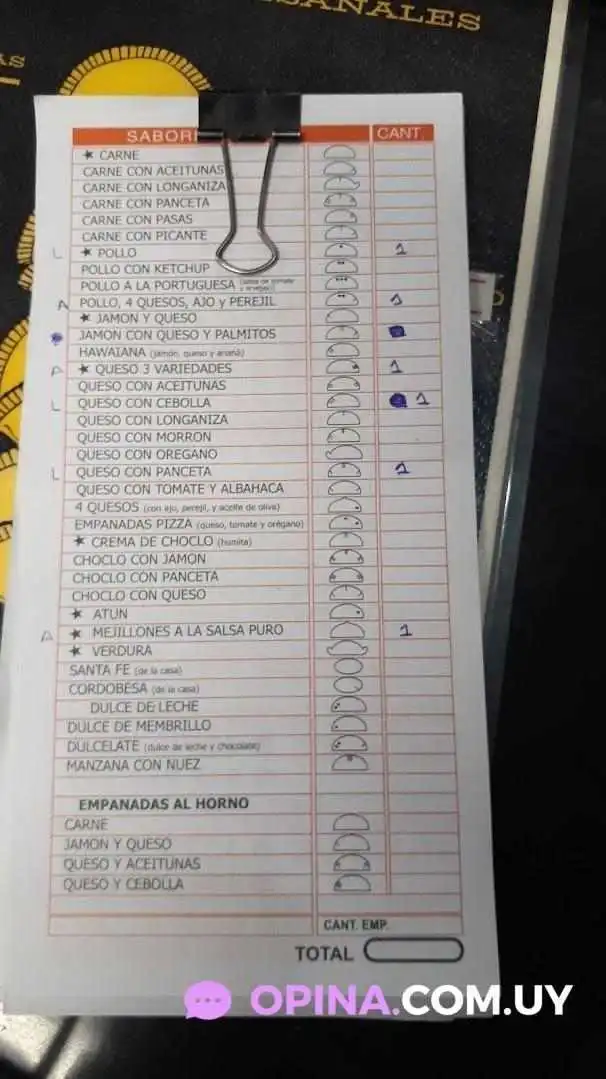 SANALES
AS
SABOR CANT.
★ CARNE
CARNE CON ACEITUNAS
CARNE CON LONGANIZA
CARNE CON PANCETA
CARNE CON PASAS
CARNE CON PICANTE
L ★ POLLO 1
POLLO CON KETCHUP
POLLO A LA PORTUGUESA
A POLLO, 4 QUESOS, AJO y PEREJIL 1
★ JAMON Y QUESO
JAMON CON QUESO Y PALMITOS
HAWAIANA (jamón, queso y ananá)
A ★ QUESO 3 VARIEDADES 1
QUESO CON ACEITUNAS
L QUESO CON CEBOLLA 1
QUESO CON LONGANIZA
QUESO CON MORRON
QUESO CON OREGANO
L QUESO CON PANCETA 1
QUESO CON TOMATE Y ALBAHACA
4 QUESOS (con ajo, perejil, y aceite de oliva)
EMPANADAS PIZZA (queso, tomate y orégano)
★ CREMA DE CHOCLO (humita)
CHOCLO CON JAMON
CHOCLO CON PANCETA
CHOCLO CON QUESO
★ ATUN
A ★ MEJILLONES A LA SALSA PURO 1
★ VERDURA
SANTA FE (de la casa)
CORDOBESA (de la casa)
DULCE DE LECHE
DULCE DE MEMBRILLO
DULCELATE (dulce de leche y chocolate)
MANZANA CON NUEZ
EMPANADAS AL HORNO
CARNE
JAMON Y QUESO
QUESO Y ACEITUNAS
QUESO Y CEBOLLA
CANT. EMP.
TOTAL
OPINA.COM.UY